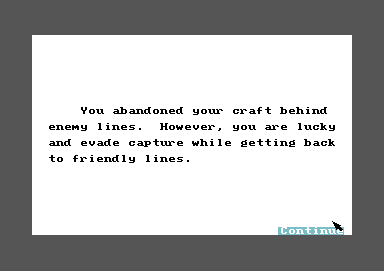 You abandoned your craft behind
enemy lines.  However, you are lucky
and evade capture while getting back
to friendly lines.
Continue